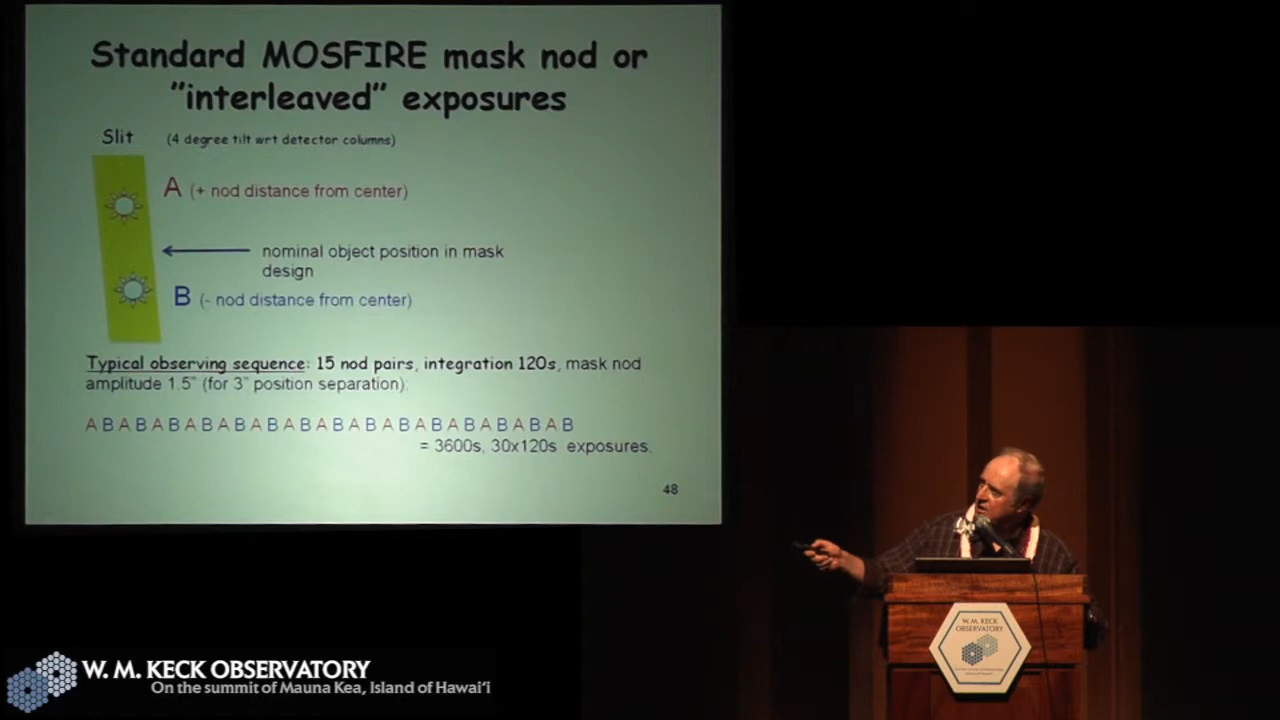 Standard MOSFIRE mask nod or
"interleaved" exposures
Slit (4 degree tilt wrt detector columns)
A (+ nod distance from center)
nominal object position in mask
design
B (- nod distance from center)
Typical observing sequence: 15 nod pairs, integration 120s, mask nod
amplitude 1.5" (for 3" position separation):
A B A B A B A B A B A B A B A B A B A B A B A B A B A B A B
= 3600s, 30x120s exposures.
48
W. M. KECK
OBSERVATORY
W. M. KECK OBSERVATORY
On the summit of Mauna Kea, Island of Hawai‘i